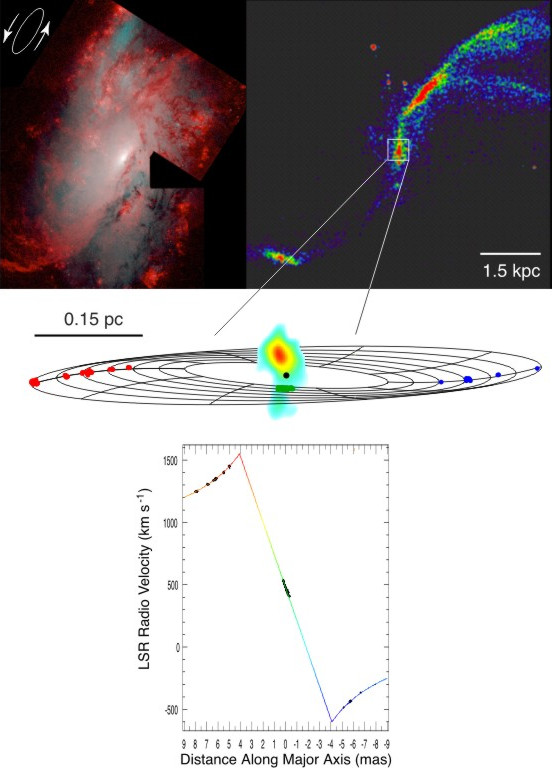 1.5 kpc
0.15 pc
LSR Radio Velocity (km s⁻¹)
1500
1000
500
0
-500
9 8 7 6 5 4 3 2 1 0 -1 -2 -3 -4 -5 -6 -7 -8 -9
Distance Along Major Axis (mas)